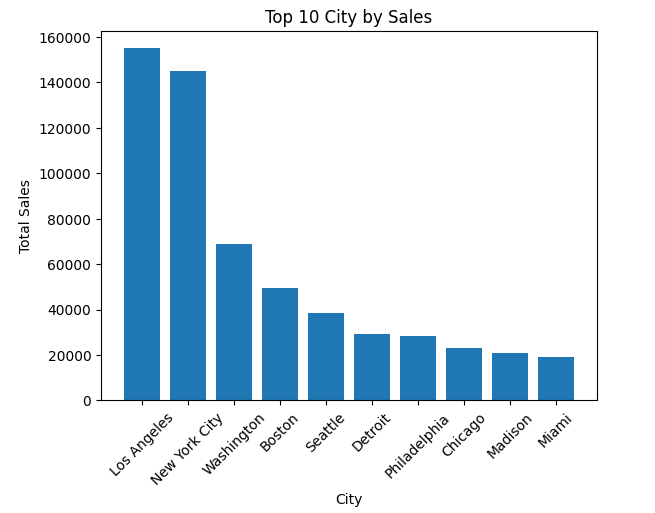 Top 10 City by Sales
160000
140000
120000
100000
80000
60000
40000
20000
0
Total Sales
Los Angeles
New York City
Washington
Boston
Seattle
Detroit
Philadelphia
Chicago
Madison
Miami
City